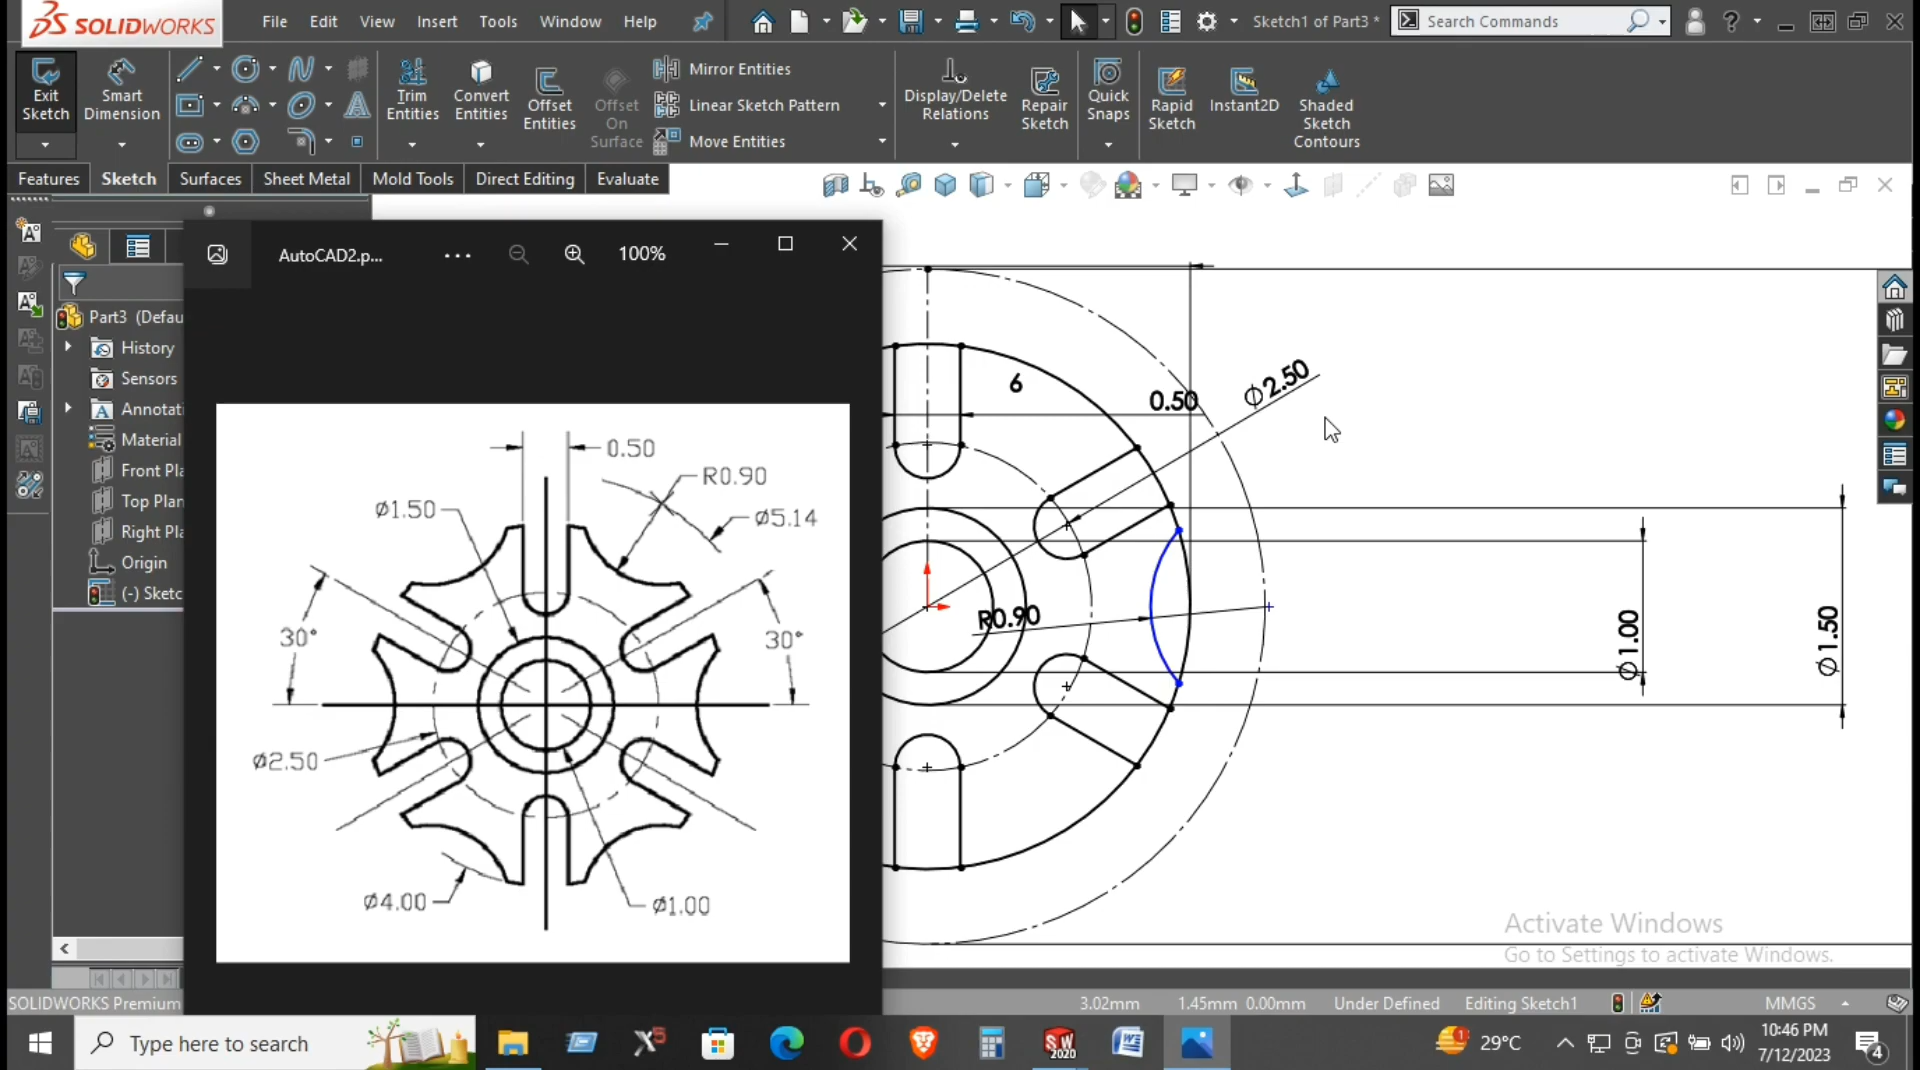 SOLIDWORKS File Edit View Insert Tools Window Help Sketch1 of Part3 * Search Commands
Exit Sketch
Smart Dimension
Trim Entities
Convert Entities
Offset Entities
Offset On Surface
Mirror Entities
Linear Sketch Pattern
Move Entities
Display/Delete Relations
Repair Sketch
Quick Snaps
Rapid Sketch
Instant2D
Shaded Sketch Contours
Features Sketch Surfaces Sheet Metal Mold Tools Direct Editing Evaluate
AutoCAD2.p... 100%
Part3 (Defau
History
Sensors
Annotati
Material
Front Pla
Top Plan
Right Pla
Origin
(-) Sketc
0.50
R0.90
Ø1.50
Ø5.14
30°
30°
Ø2.50
Ø4.00
Ø1.00
6
0.50
Ø2.50
R0.90
Ø1.00
Ø1.50
Activate Windows
Go to Settings to activate Windows.
SOLIDWORKS Premium 3.02mm 1.45mm 0.00mm Under Defined Editing Sketch1 MMGS
Type here to search
SW 2020
1
29°C
10:46 PM
7/12/2023
4